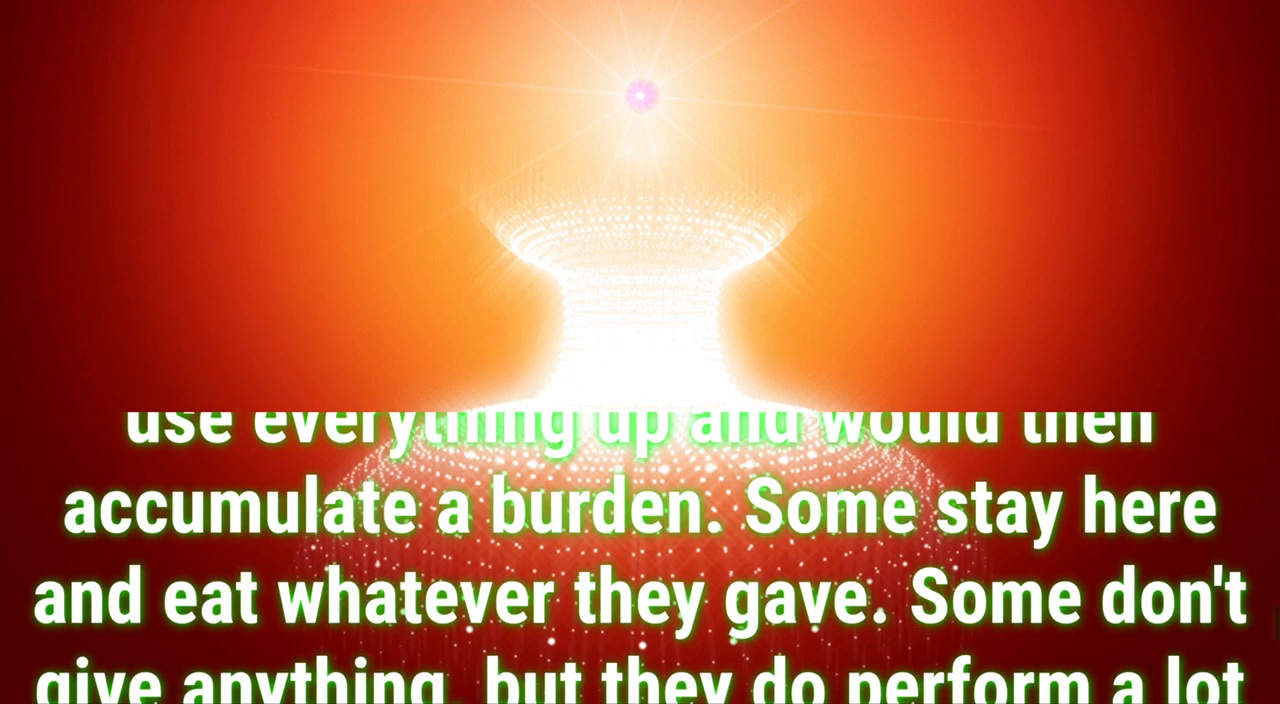 use everything up and would then
accumulate a burden. Some stay here
and eat whatever they gave. Some don't
give anything, but they do perform a lot